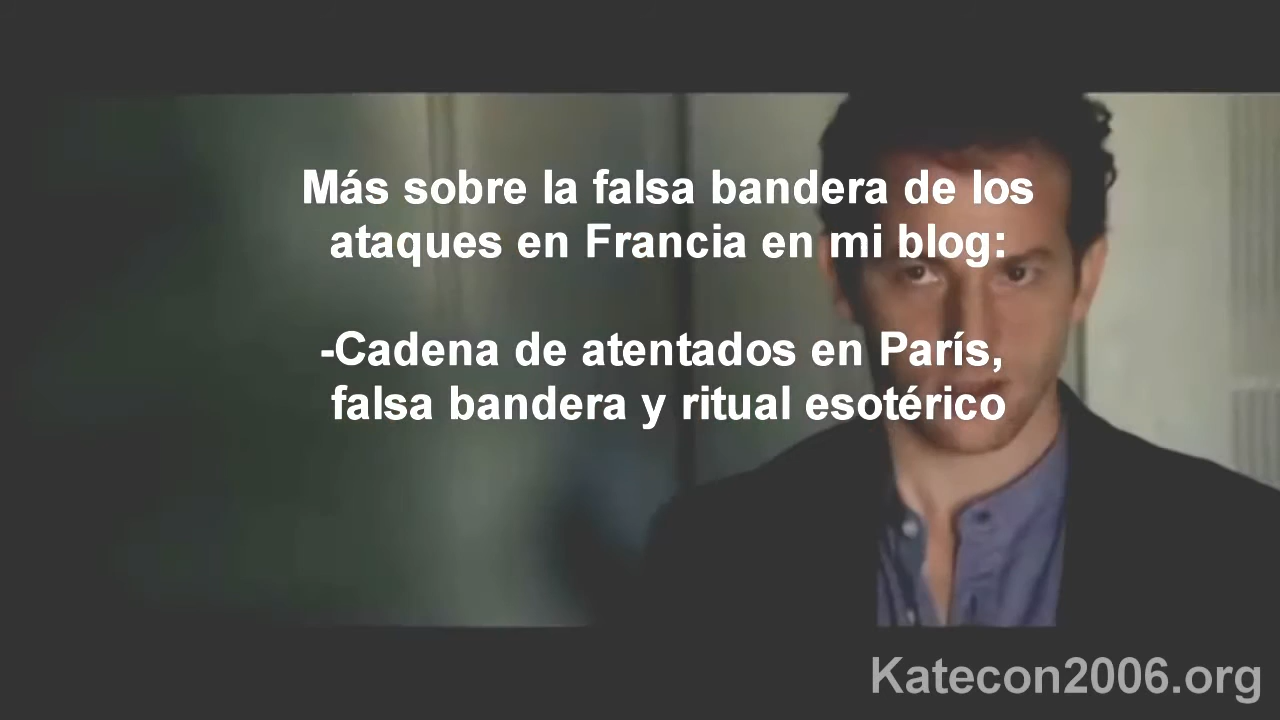 Más sobre la falsa bandera de los
ataques en Francia en mi blog:
-Cadena de atentados en París,
falsa bandera y ritual esotérico
Katecon2006.org